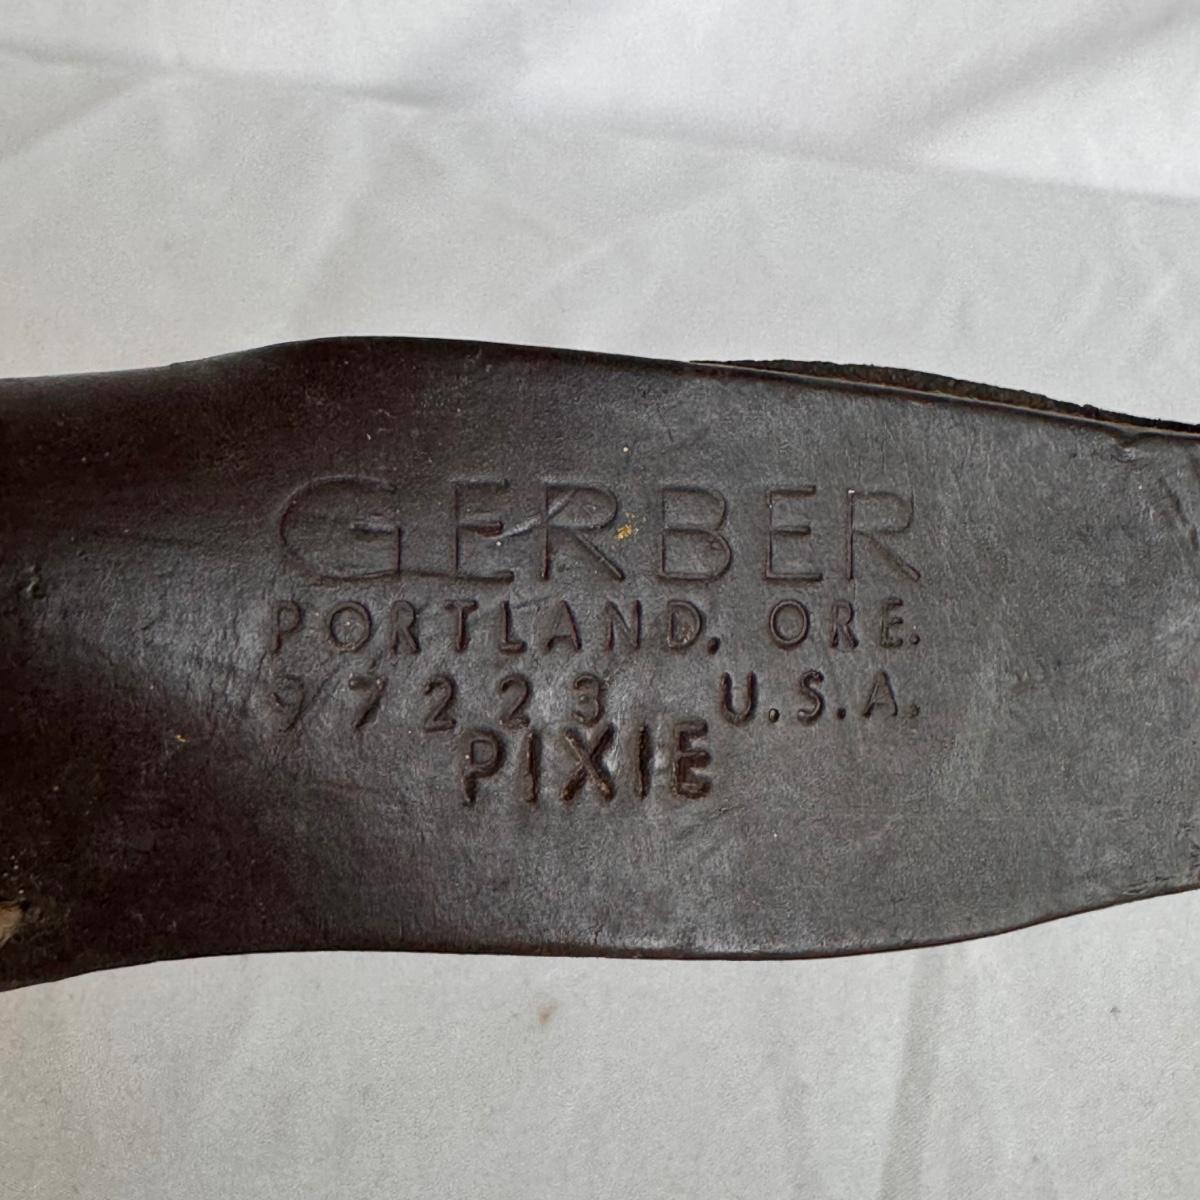 GERBER
PORTLAND, ORE.
97223 U.S.A.
PIXIE